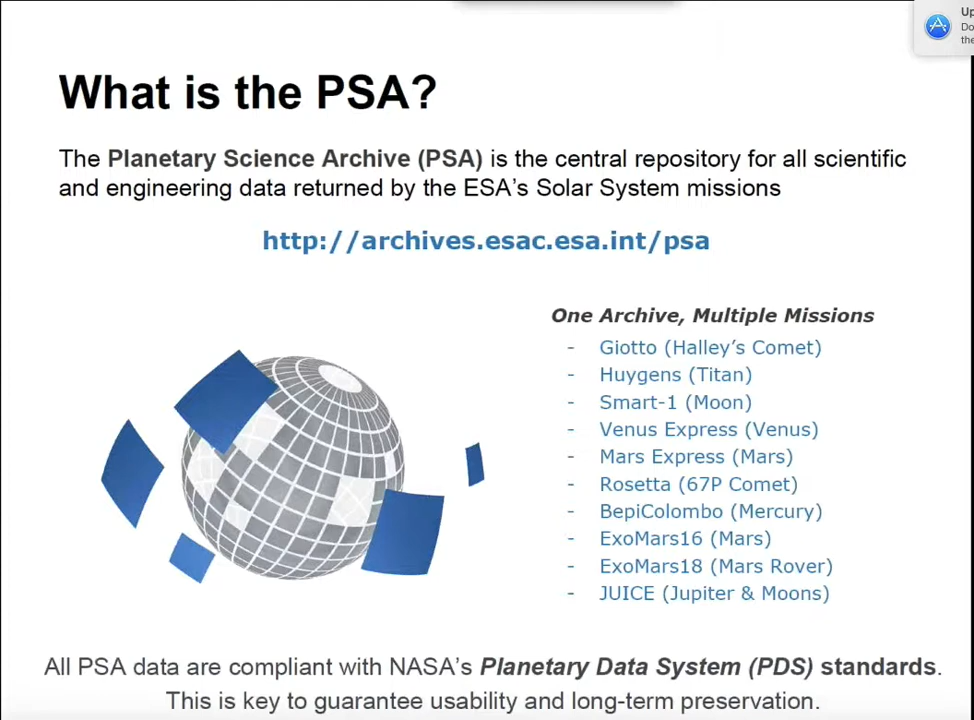 Up
Do
the
What is the PSA?
The Planetary Science Archive (PSA) is the central repository for all scientific
and engineering data returned by the ESA's Solar System missions
http://archives.esac.esa.int/psa
One Archive, Multiple Missions
- Giotto (Halley's Comet)
- Huygens (Titan)
- Smart-1 (Moon)
- Venus Express (Venus)
- Mars Express (Mars)
- Rosetta (67P Comet)
- BepiColombo (Mercury)
- ExoMars16 (Mars)
- ExoMars18 (Mars Rover)
- JUICE (Jupiter & Moons)
All PSA data are compliant with NASA's Planetary Data System (PDS) standards.
This is key to guarantee usability and long-term preservation.